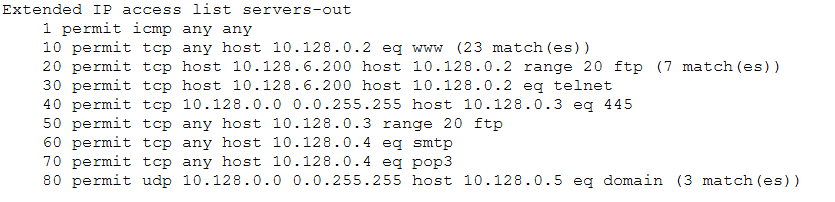 Extended IP access list servers-out
1 permit icmp any any
10 permit tcp any host 10.128.0.2 eq www (23 match(es))
20 permit tcp host 10.128.6.200 host 10.128.0.2 range 20 ftp (7 match(es))
30 permit tcp host 10.128.6.200 host 10.128.0.2 eq telnet
40 permit tcp 10.128.0.0 0.0.255.255 host 10.128.0.3 eq 445
50 permit tcp any host 10.128.0.3 range 20 ftp
60 permit tcp any host 10.128.0.4 eq smtp
70 permit tcp any host 10.128.0.4 eq pop3
80 permit udp 10.128.0.0 0.0.255.255 host 10.128.0.5 eq domain (3 match(es))